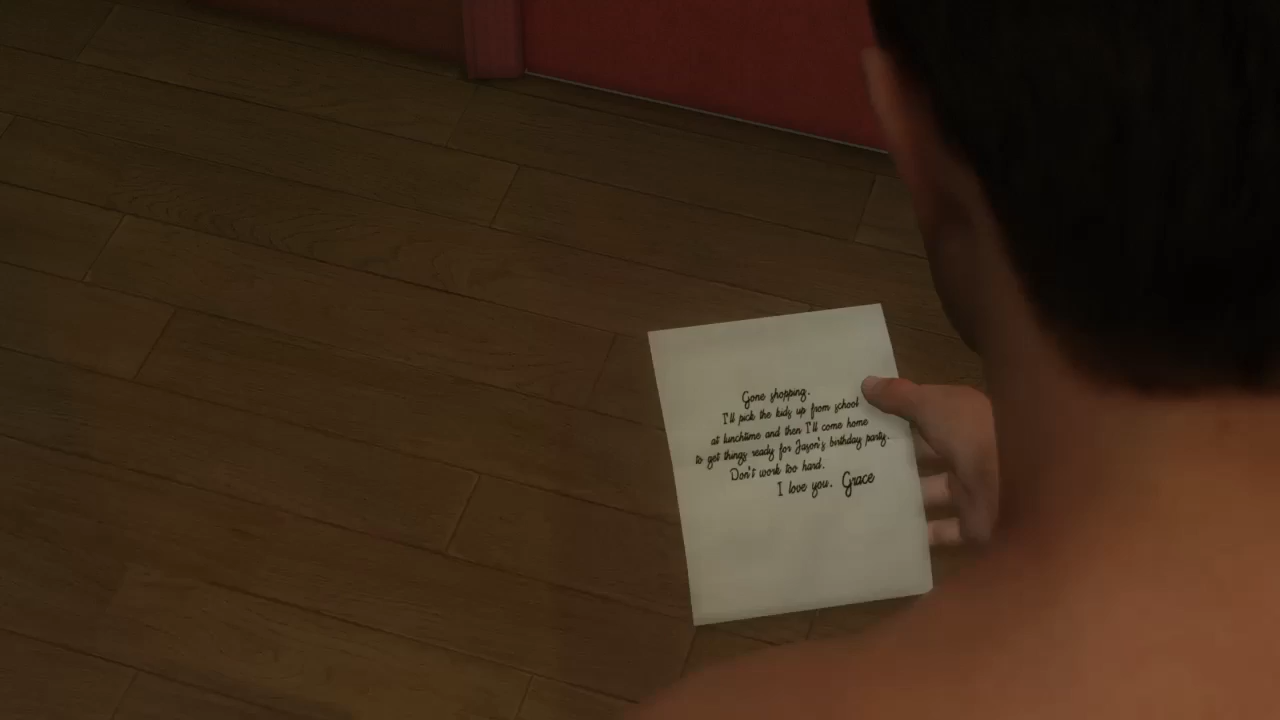 Gone shopping.
I'll pick the kids up from school
at lunchtime and then I'll come home
to get things ready for Jason's birthday party.
Don't work too hard.
I love you. Grace